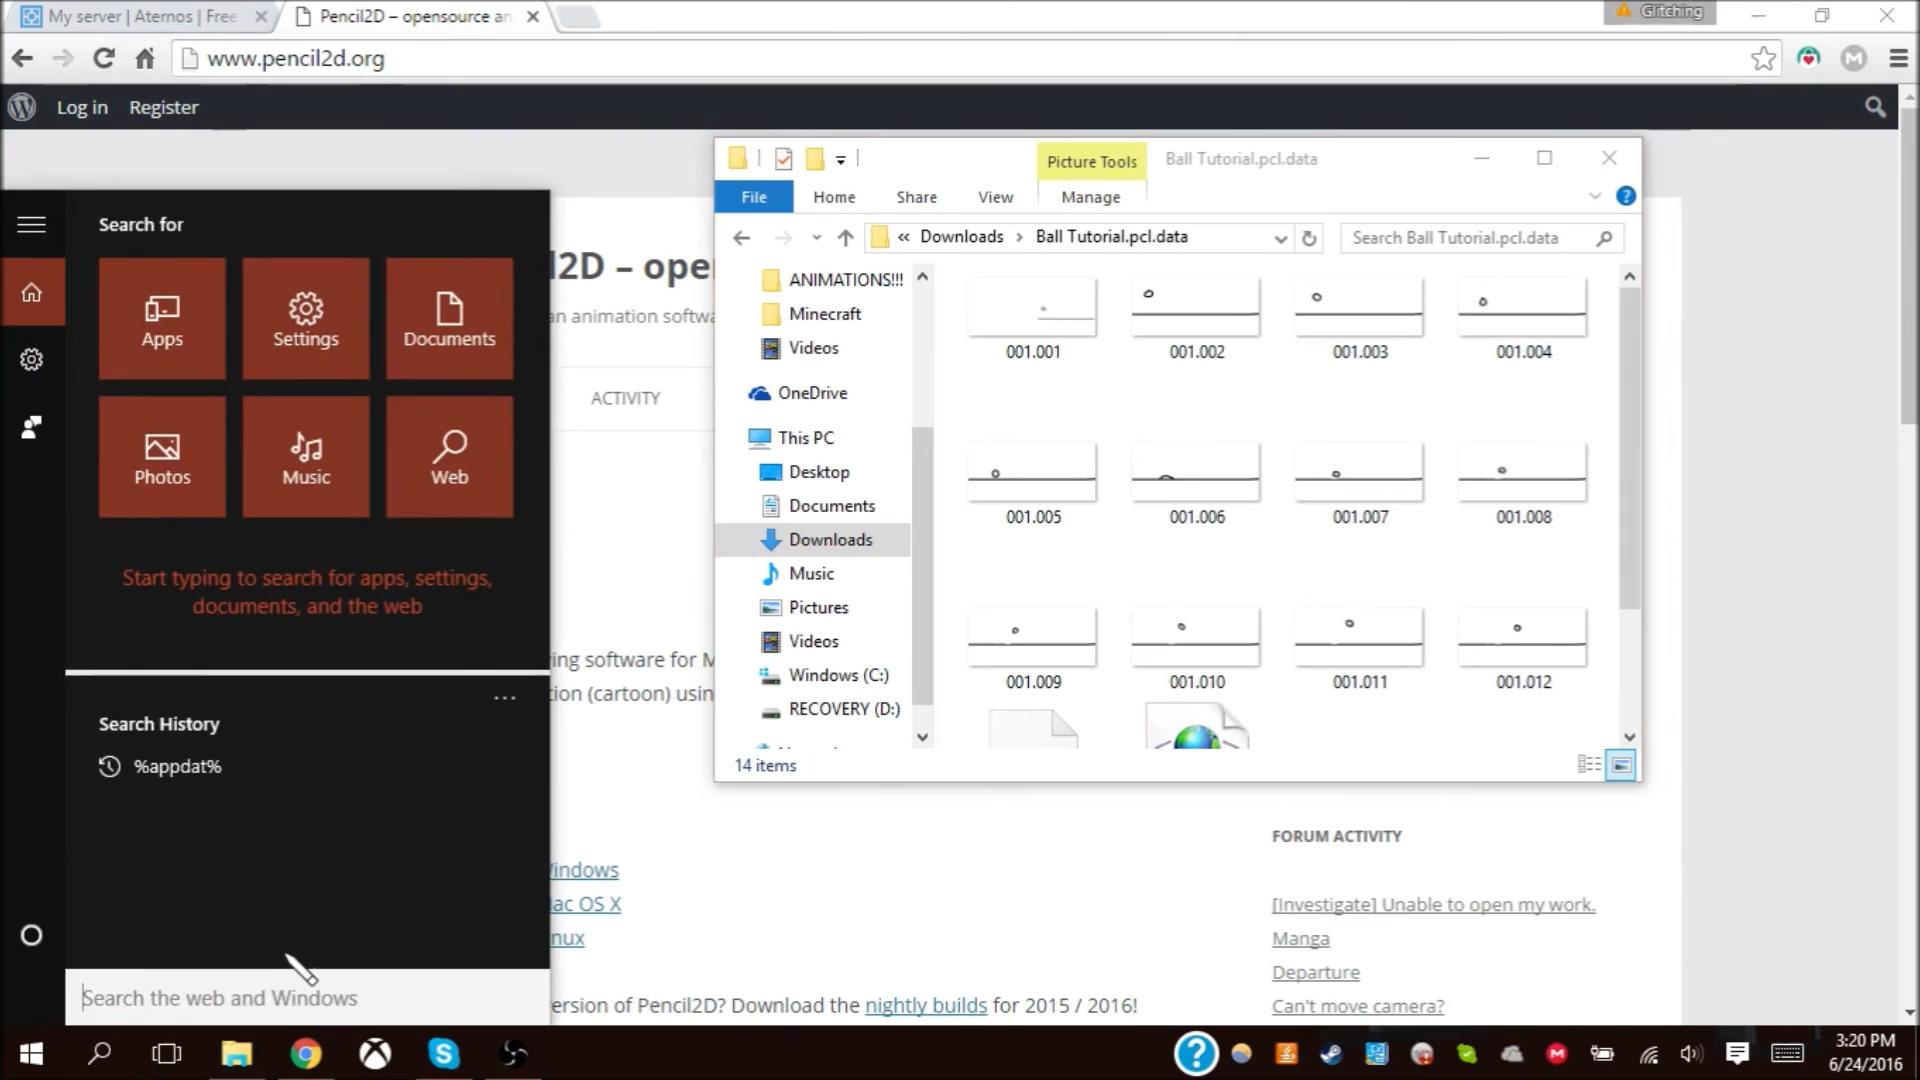 My server | Aternos | Free
Pencil2D – opensource an
Glitching
www.pencil2d.org
Log in Register
Picture Tools
Ball Tutorial.pcl.data
File Home Share View Manage
Downloads Ball Tutorial.pcl.data
Search Ball Tutorial.pcl.data
ANIMATIONS!!!
Minecraft
Videos
OneDrive
This PC
Desktop
Documents
Downloads
Music
Pictures
Videos
Windows (C:)
RECOVERY (D:)
001.001 001.002 001.003 001.004
001.005 001.006 001.007 001.008
001.009 001.010 001.011 001.012
14 items
Search for
Apps Settings Documents
Photos Music Web
Start typing to search for apps, settings,
documents, and the web
Search History
%appdat%
Search the web and Windows
l2D – ope
an animation softwa
ACTIVITY
ing software for M
tion (cartoon) usin
indows
ac OS X
nux
ersion of Pencil2D? Download the nightly builds for 2015 / 2016!
FORUM ACTIVITY
[Investigate] Unable to open my work.
Manga
Departure
Can't move camera?
3:20 PM
6/24/2016